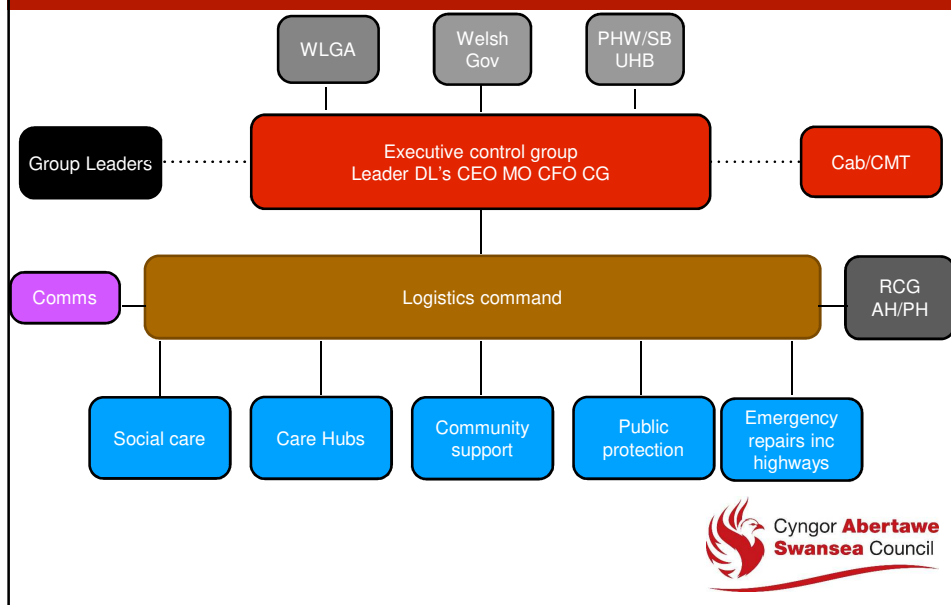 WLGA
Welsh
Gov
PHW/SB
UHB
Group Leaders
Executive control group
Leader DL's CEO MO CFO CG
Cab/CMT
Comms
Logistics command
RCG
AH/PH
Social care
Care Hubs
Community
support
Public
protection
Emergency
repairs inc
highways
Cyngor Abertawe
Swansea Council